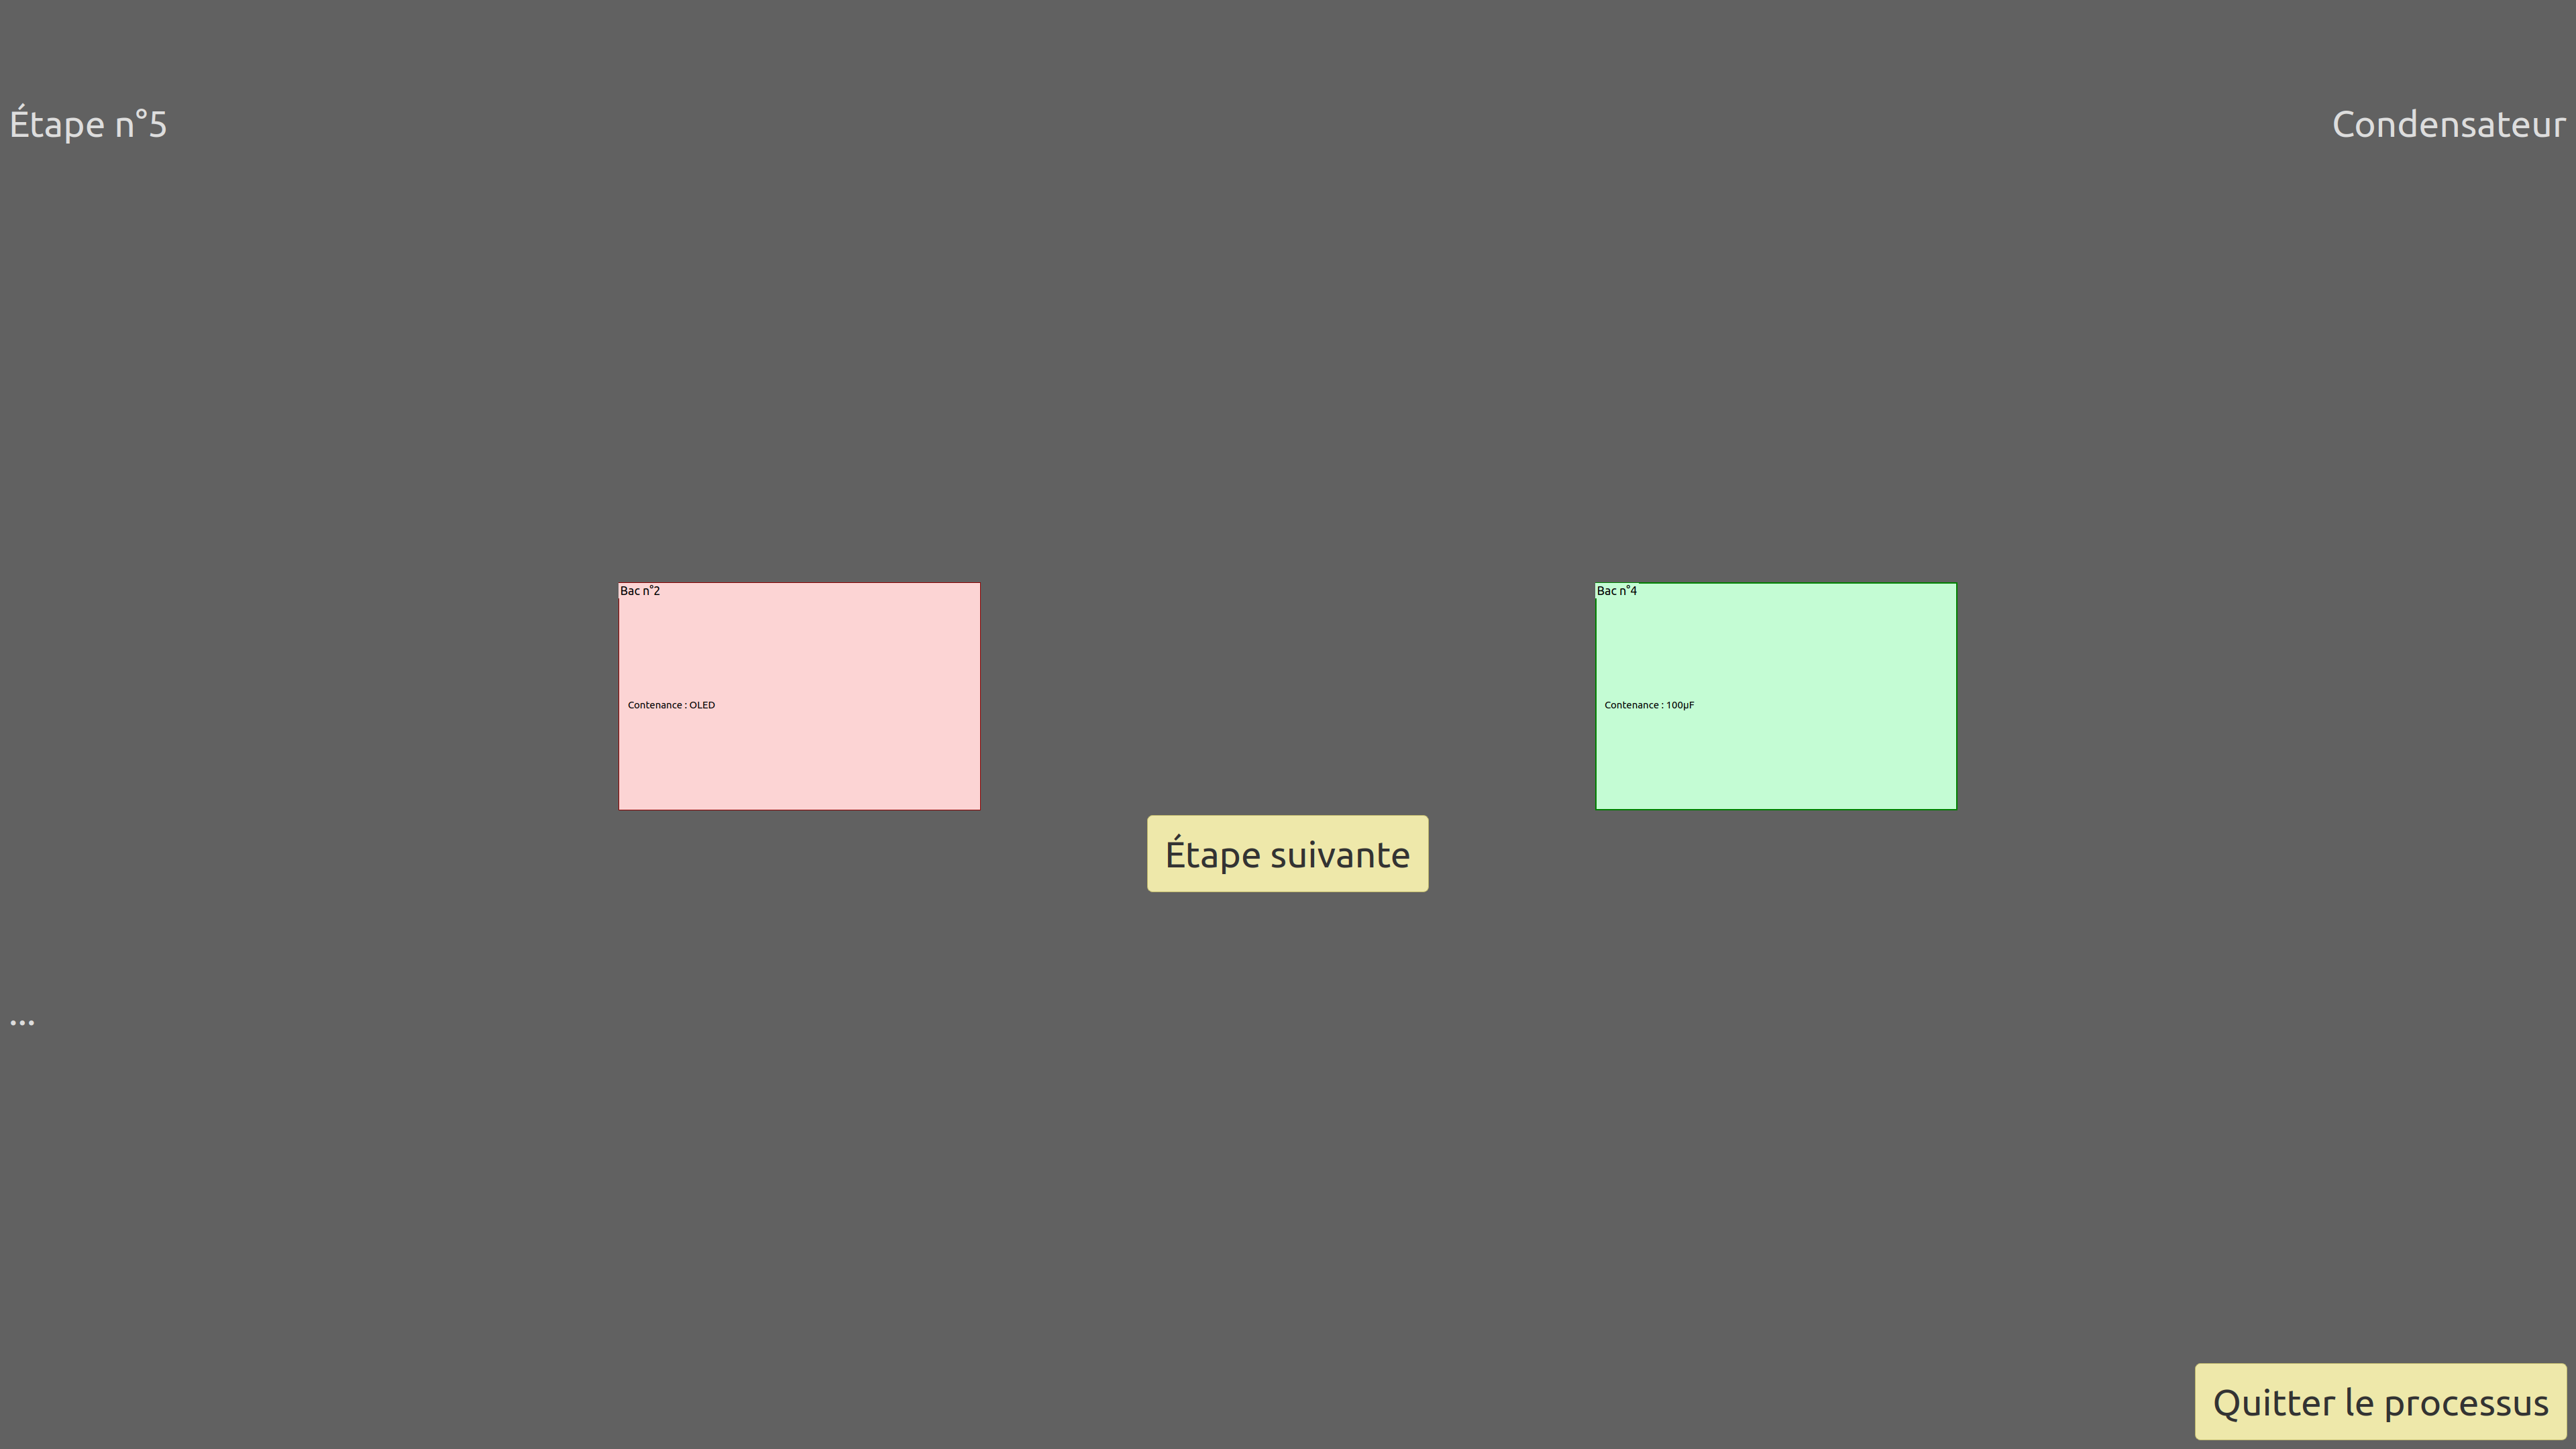 Étape n°5
Condensateur
Bac n°2
Contenance : OLED
Bac n°4
Contenance : 100µF
Étape suivante
...
Quitter le processus